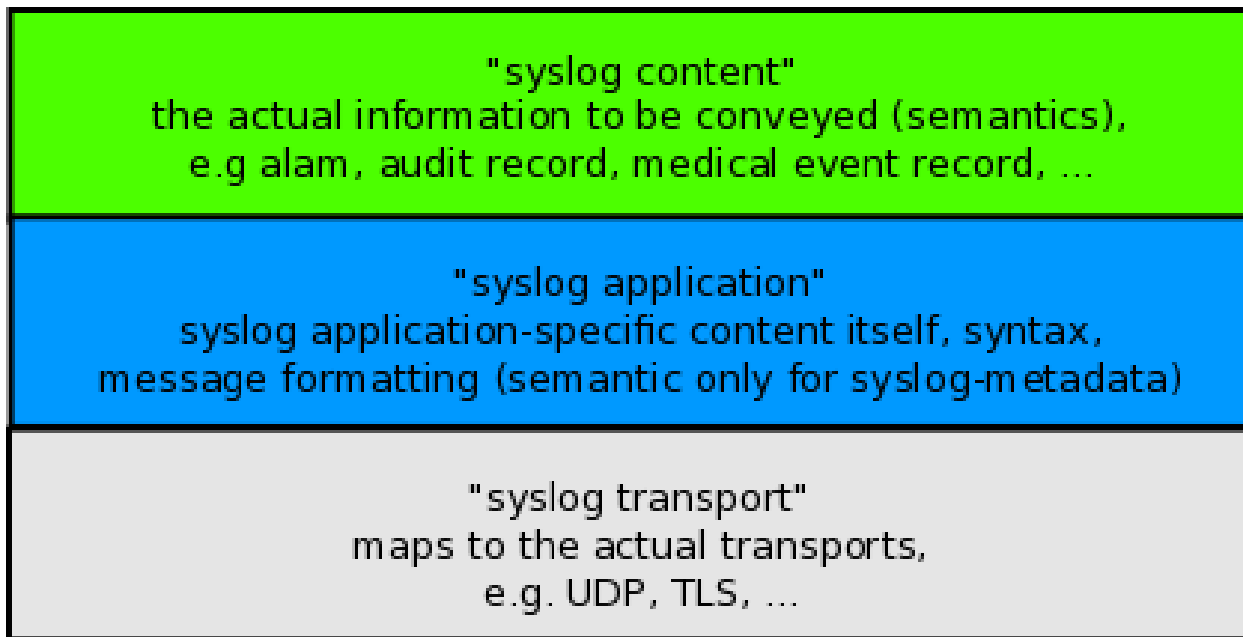 "syslog content"
the actual information to be conveyed (semantics),
e.g alam, audit record, medical event record, ...
"syslog application"
syslog application-specific content itself, syntax,
message formatting (semantic only for syslog-metadata)
"syslog transport"
maps to the actual transports,
e.g. UDP, TLS, ...